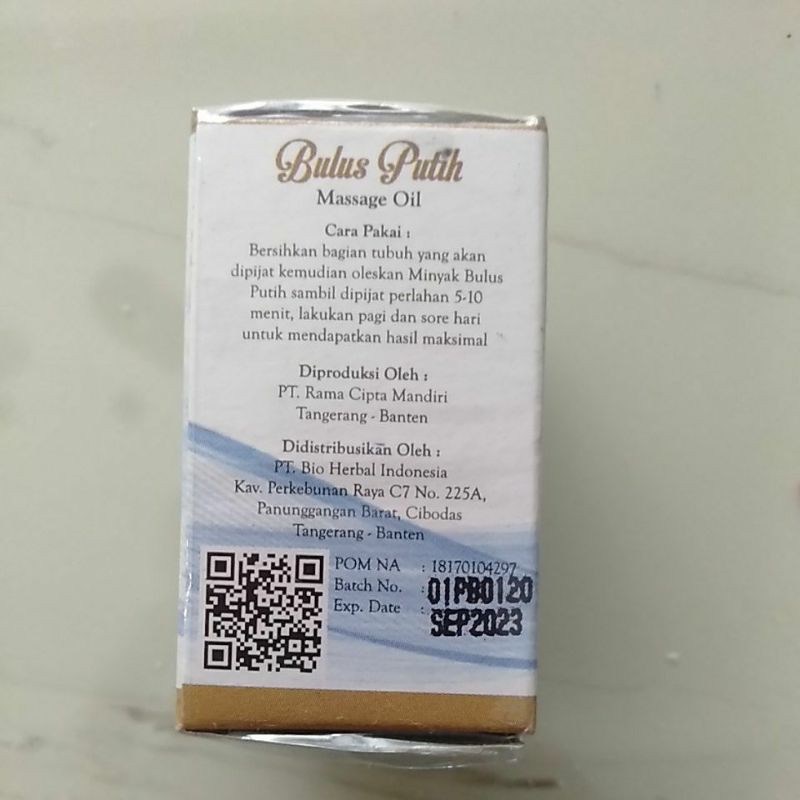 Bulus Putih
Massage Oil
Cara Pakai :
Bersihkan bagian tubuh yang akan
dipijat kemudian oleskan Minyak Bulus
Putih sambil dipijat perlahan 5-10
menit, lakukan pagi dan sore hari
untuk mendapatkan hasil maksimal
Diproduksi Oleh :
PT. Rama Cipta Mandiri
Tangerang - Banten
Didistribusikan Oleh :
PT. Bio Herbal Indonesia
Kav. Perkebunan Raya C7 No. 225A,
Panunggangan Barat, Cibodas
Tangerang - Banten
POM NA : 18170104297
Batch No. : 01PB0120
Exp. Date : SEP2023